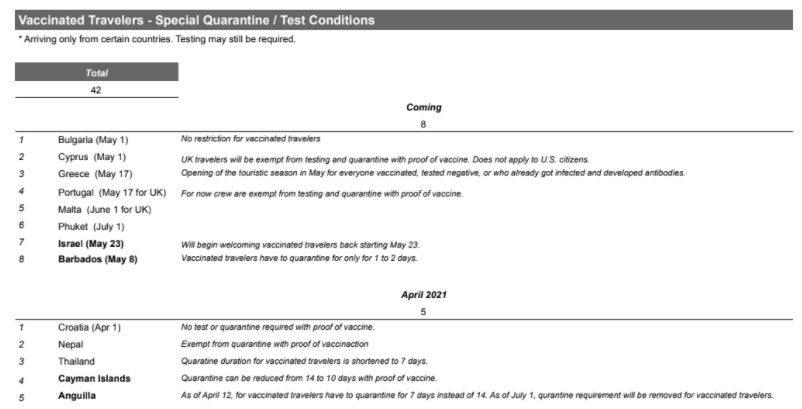 Vaccinated Travelers - Special Quarantine / Test Conditions
* Arriving only from certain countries. Testing may still be required.
Total
42
Coming
8
1 Bulgaria (May 1) No restriction for vaccinated travelers
2 Cyprus (May 1) UK travelers will be exempt from testing and quarantine with proof of vaccine. Does not apply to U.S. citizens.
3 Greece (May 17) Opening of the touristic season in May for everyone vaccinated, tested negative, or who already got infected and developed antibodies.
4 Portugal (May 17 for UK) For now crew are exempt from testing and quarantine with proof of vaccine.
5 Malta (June 1 for UK)
6 Phuket (July 1)
7 Israel (May 23) Will begin welcoming vaccinated travelers back starting May 23.
8 Barbados (May 8) Vaccinated travelers have to quarantine for only for 1 to 2 days.
April 2021
5
1 Croatia (Apr 1) No test or quarantine required with proof of vaccine.
2 Nepal Exempt from quarantine with proof of vaccinaction
3 Thailand Quaratine duration for vaccinated travelers is shortened to 7 days.
4 Cayman Islands Quarantine can be reduced from 14 to 10 days with proof of vaccine.
5 Anguilla As of April 12, for vaccinated travelers have to quarantine for 7 days instead of 14. As of July 1, qurantine requirement will be removed for vaccinated travelers.